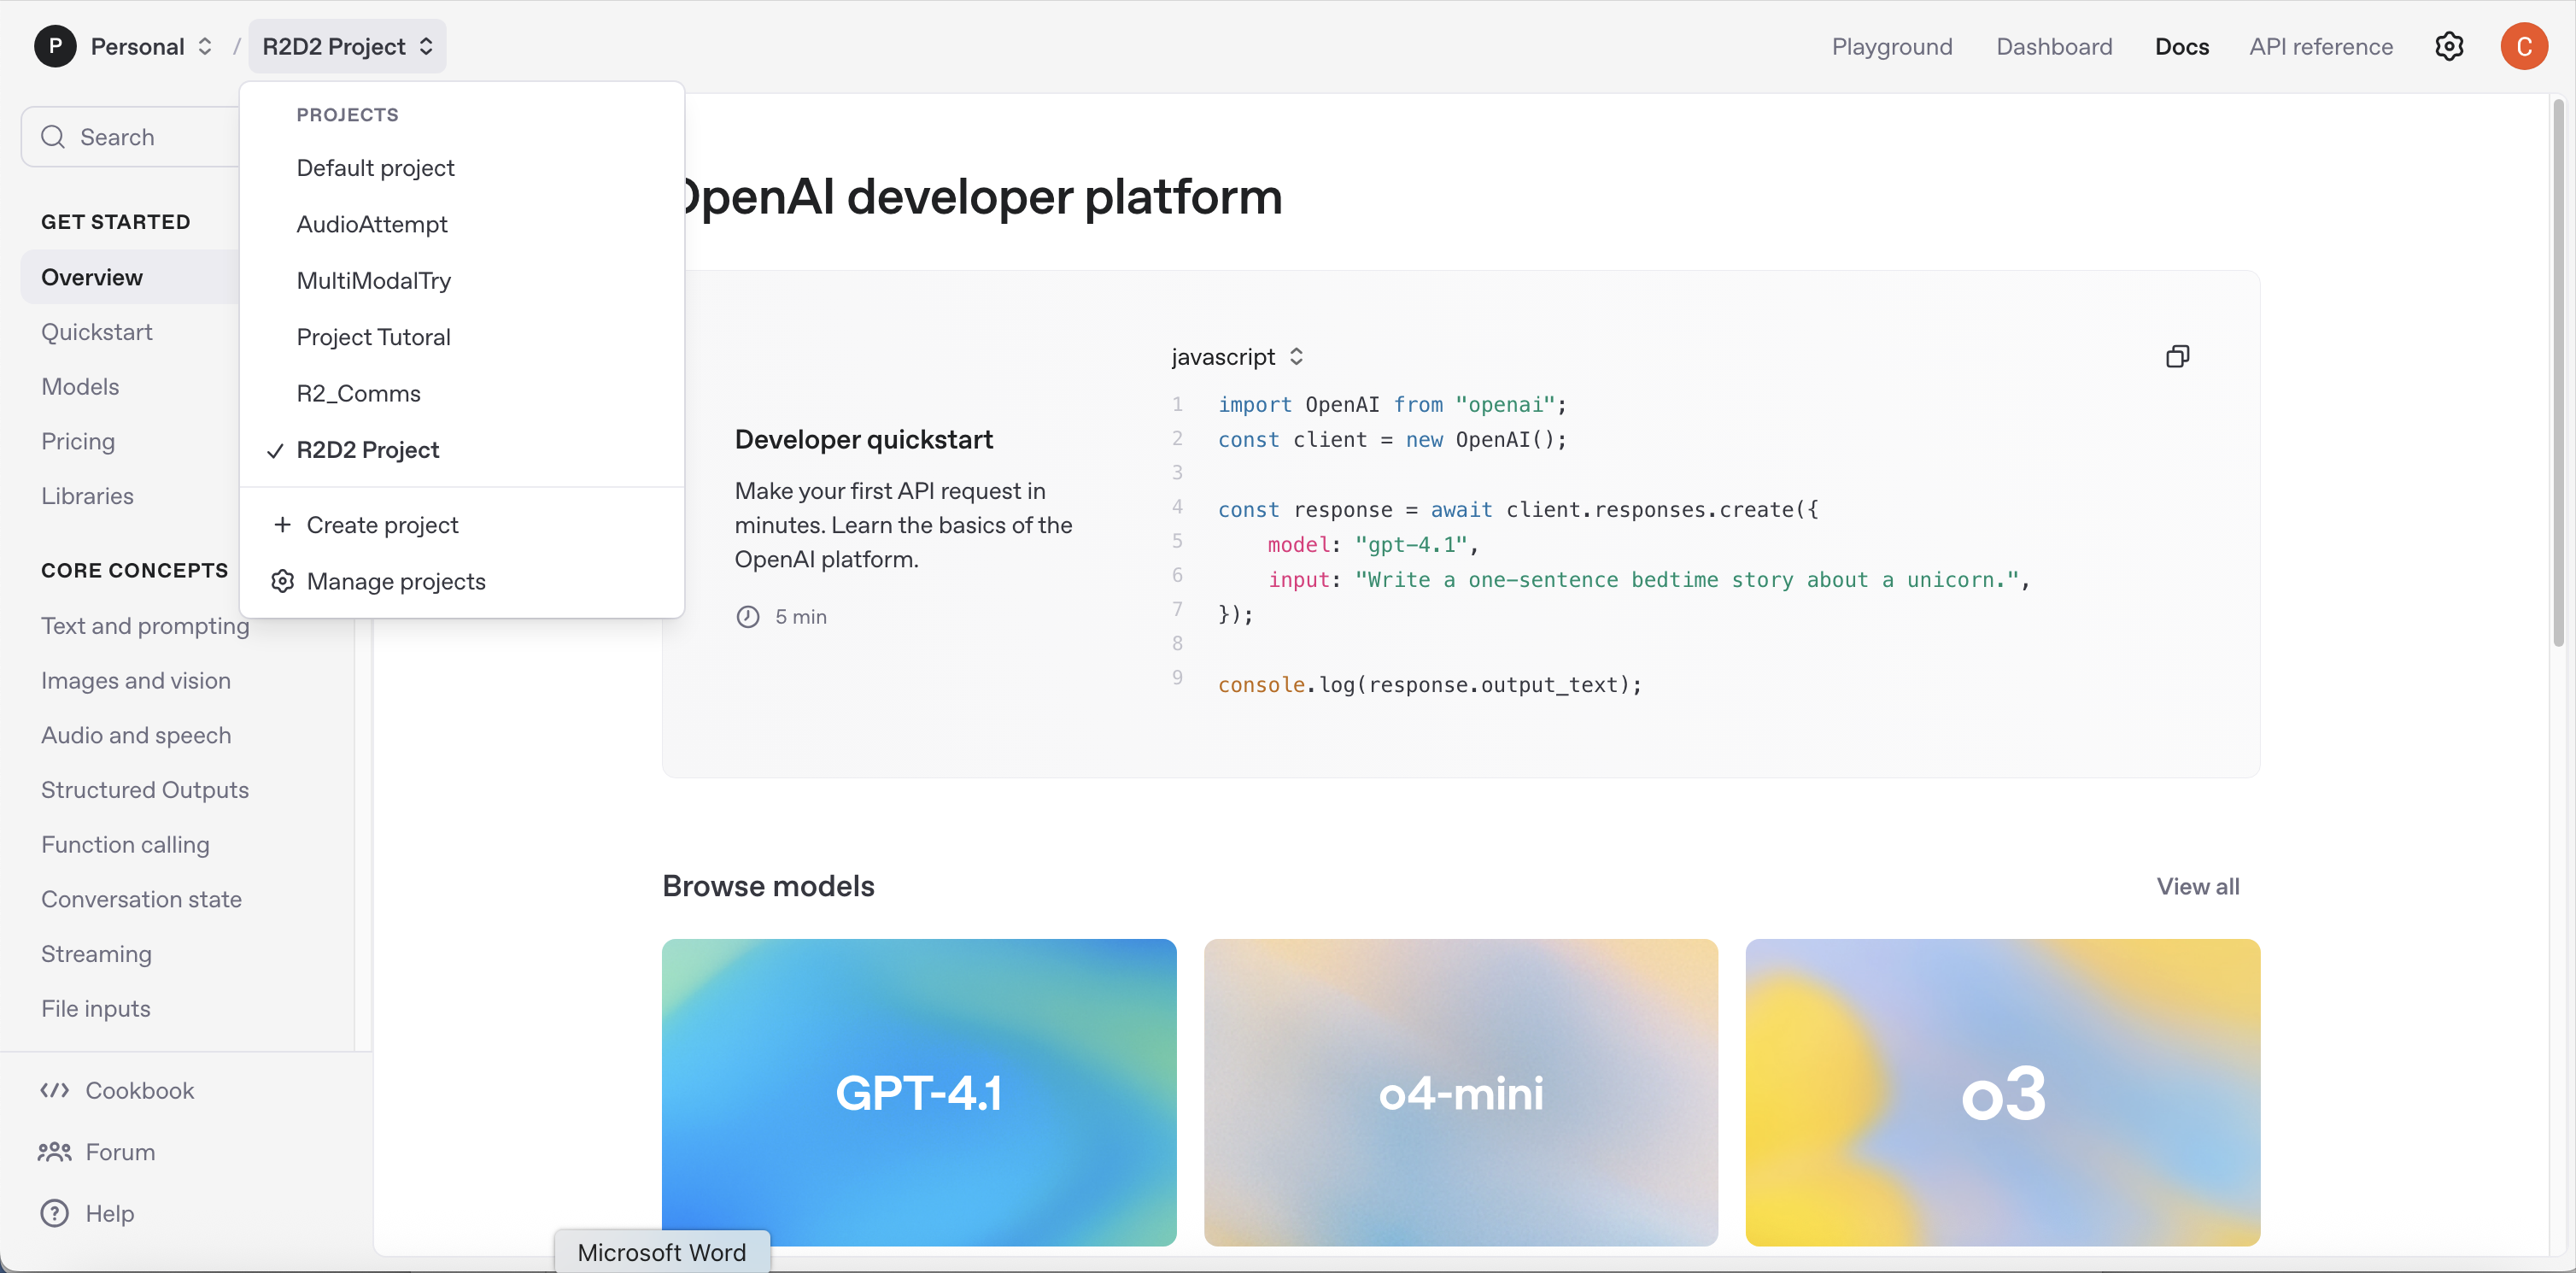 P Personal / R2D2 Project
Playground Dashboard Docs API reference C
Search
GET STARTED
Overview
Quickstart
Models
Pricing
Libraries
CORE CONCEPTS
Text and prompting
Images and vision
Audio and speech
Structured Outputs
Function calling
Conversation state
Streaming
File inputs
Cookbook
Forum
Help
PROJECTS
Default project
AudioAttempt
MultiModalTry
Project Tutoral
R2_Comms
R2D2 Project
Create project
Manage projects
OpenAI developer platform
Developer quickstart
Make your first API request in
minutes. Learn the basics of the
OpenAI platform.
5 min
javascript
1 import OpenAI from "openai";
2 const client = new OpenAI();
3
4 const response = await client.responses.create({
5 model: "gpt-4.1",
6 input: "Write a one-sentence bedtime story about a unicorn.",
7 });
8
9 console.log(response.output_text);
Browse models
View all
GPT-4.1
o4-mini
o3
Microsoft Word